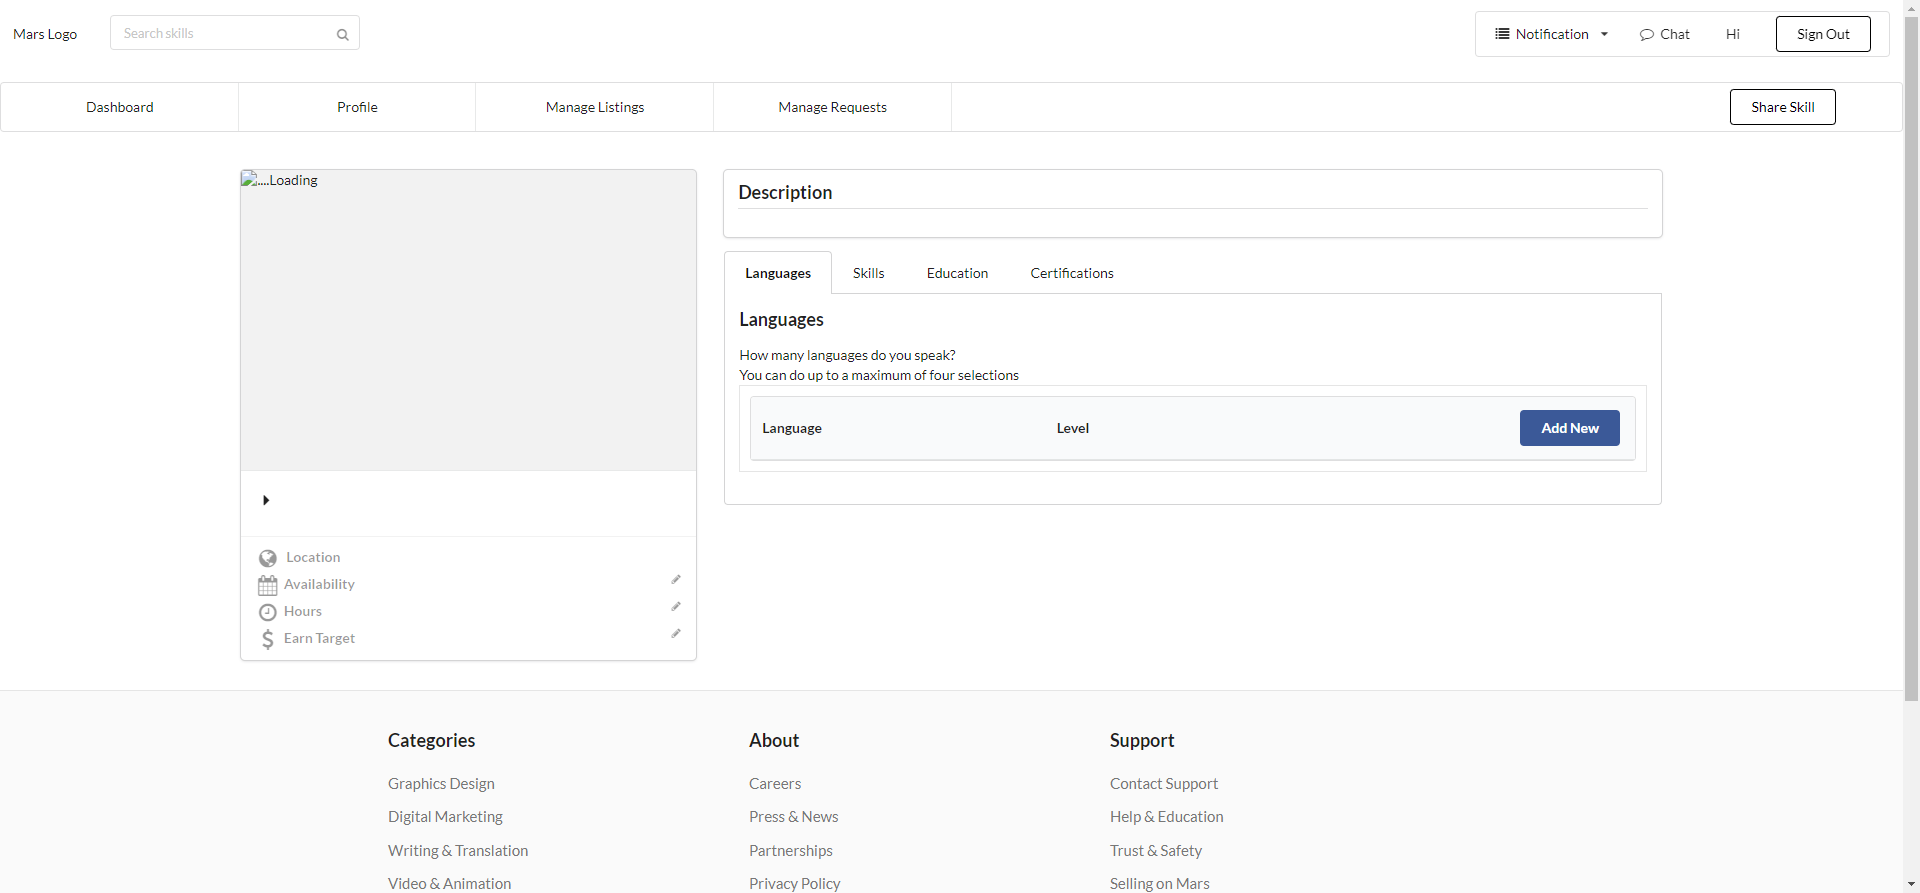 Mars Logo
Search skills
Notification
Chat
Hi
Sign Out
Dashboard
Profile
Manage Listings
Manage Requests
Share Skill
....Loading
Location
Availability
Hours
Earn Target
Description
Languages
Skills
Education
Certifications
Languages
How many languages do you speak?
You can do up to a maximum of four selections
Language
Level
Add New
Categories
Graphics Design
Digital Marketing
Writing & Translation
Video & Animation
About
Careers
Press & News
Partnerships
Privacy Policy
Support
Contact Support
Help & Education
Trust & Safety
Selling on Mars